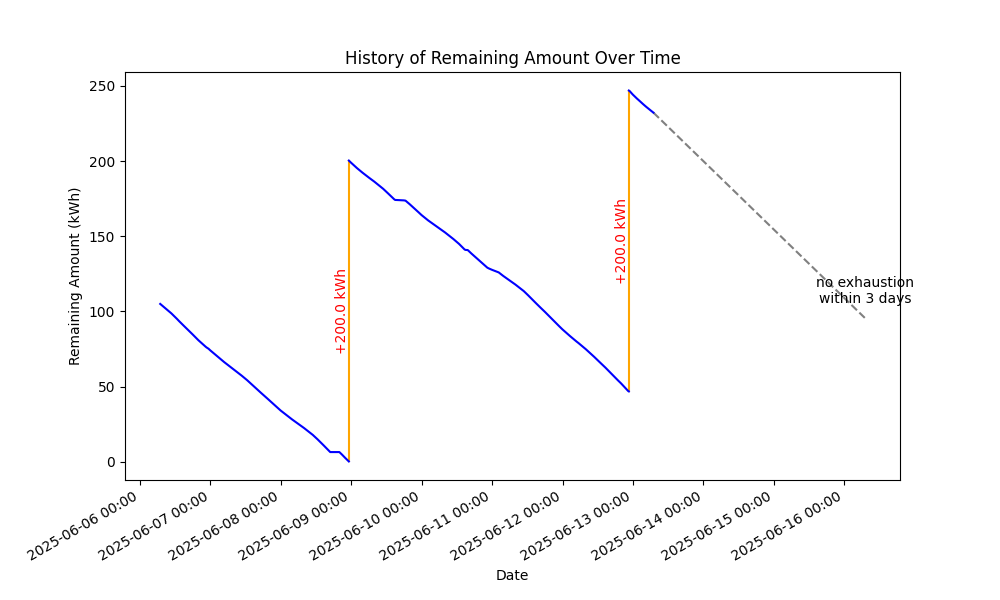 History of Remaining Amount Over Time
Remaining Amount (kWh)
250
200
150
100
50
0
+200.0 kWh
+200.0 kWh
no exhaustion
within 3 days
2025-06-06 00:00
2025-06-07 00:00
2025-06-08 00:00
2025-06-09 00:00
2025-06-10 00:00
2025-06-11 00:00
2025-06-12 00:00
2025-06-13 00:00
2025-06-14 00:00
2025-06-15 00:00
2025-06-16 00:00
Date